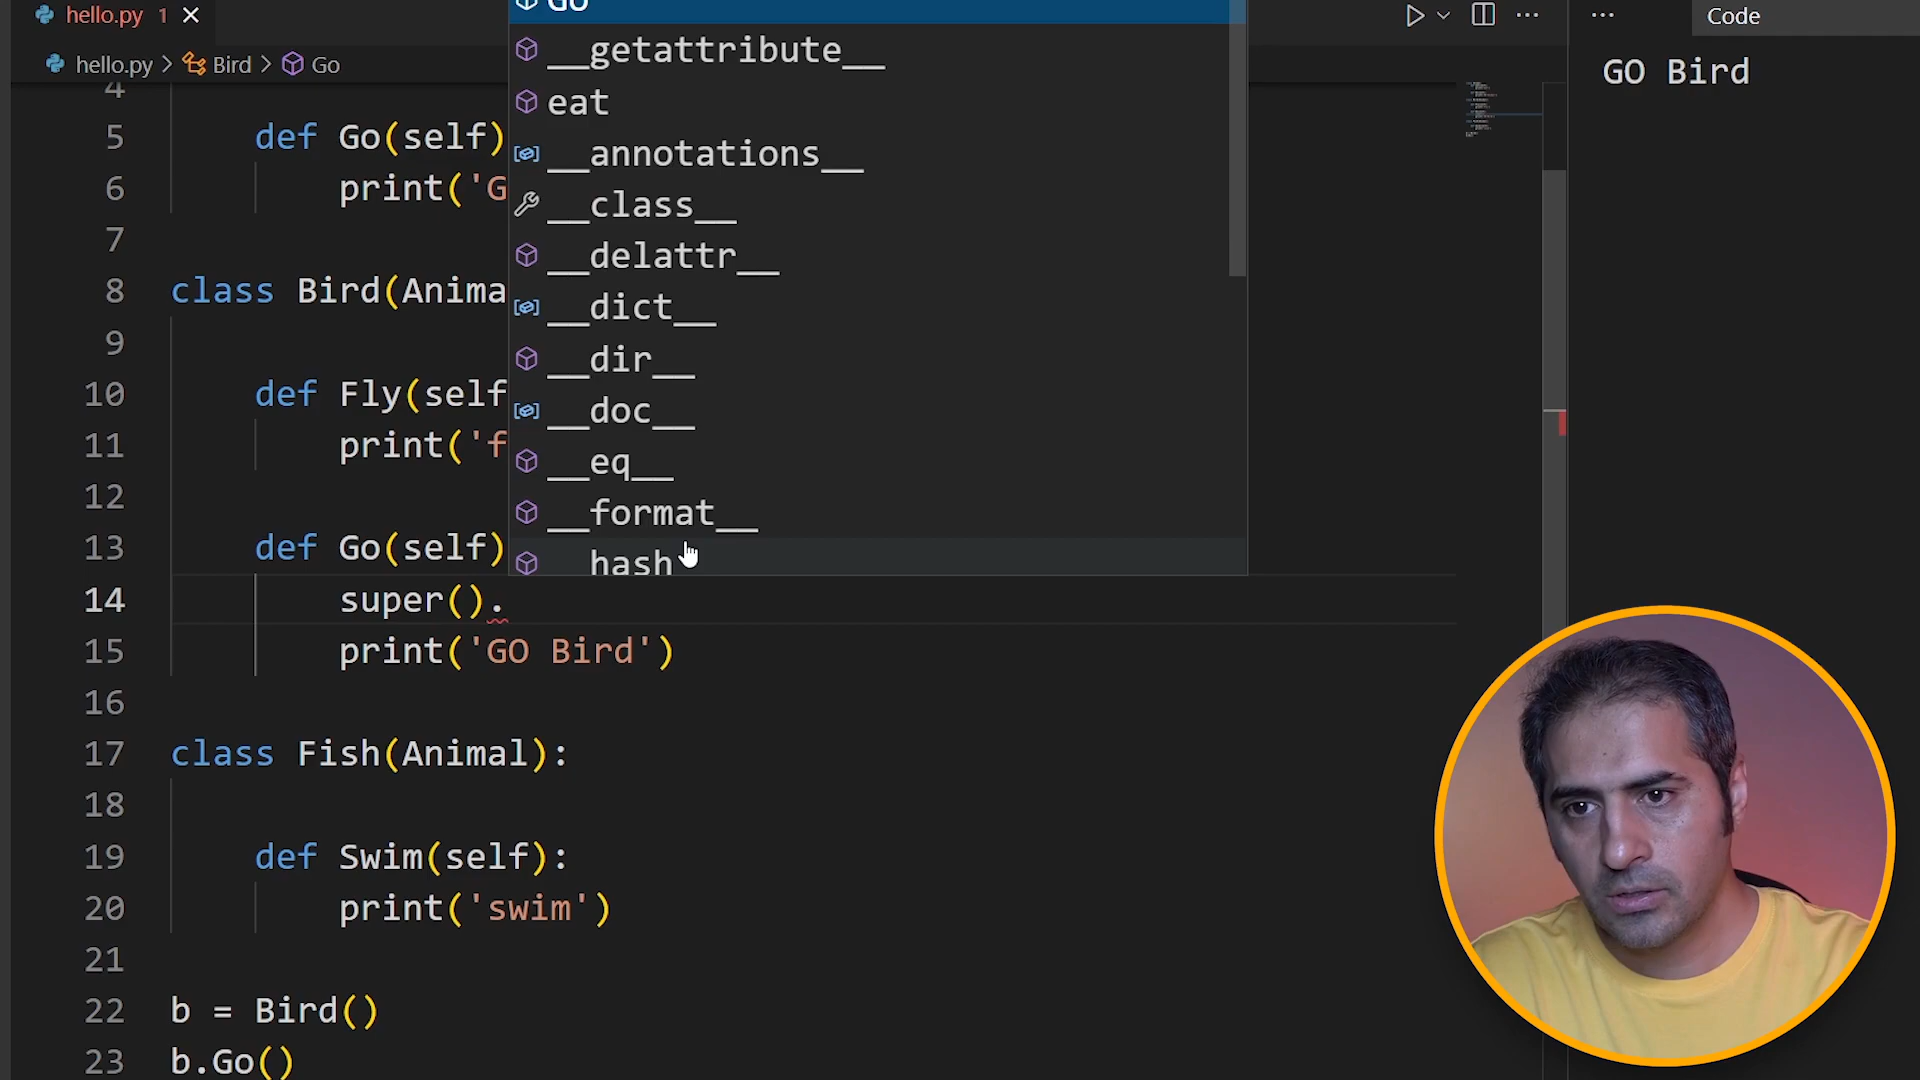 hello.py 1
GO
Code
hello.py > Bird > Go
__getattribute__
eat
__annotations__
__class__
__delattr__
__dict__
__dir__
__doc__
__eq__
__format__
hash
GO Bird
4
5 def Go(self)
6 print('G
7
8 class Bird(Anima
9
10 def Fly(self
11 print('f
12
13 def Go(self)
14 super().
15 print('GO Bird')
16
17 class Fish(Animal):
18
19 def Swim(self):
20 print('swim')
21
22 b = Bird()
23 b.Go()